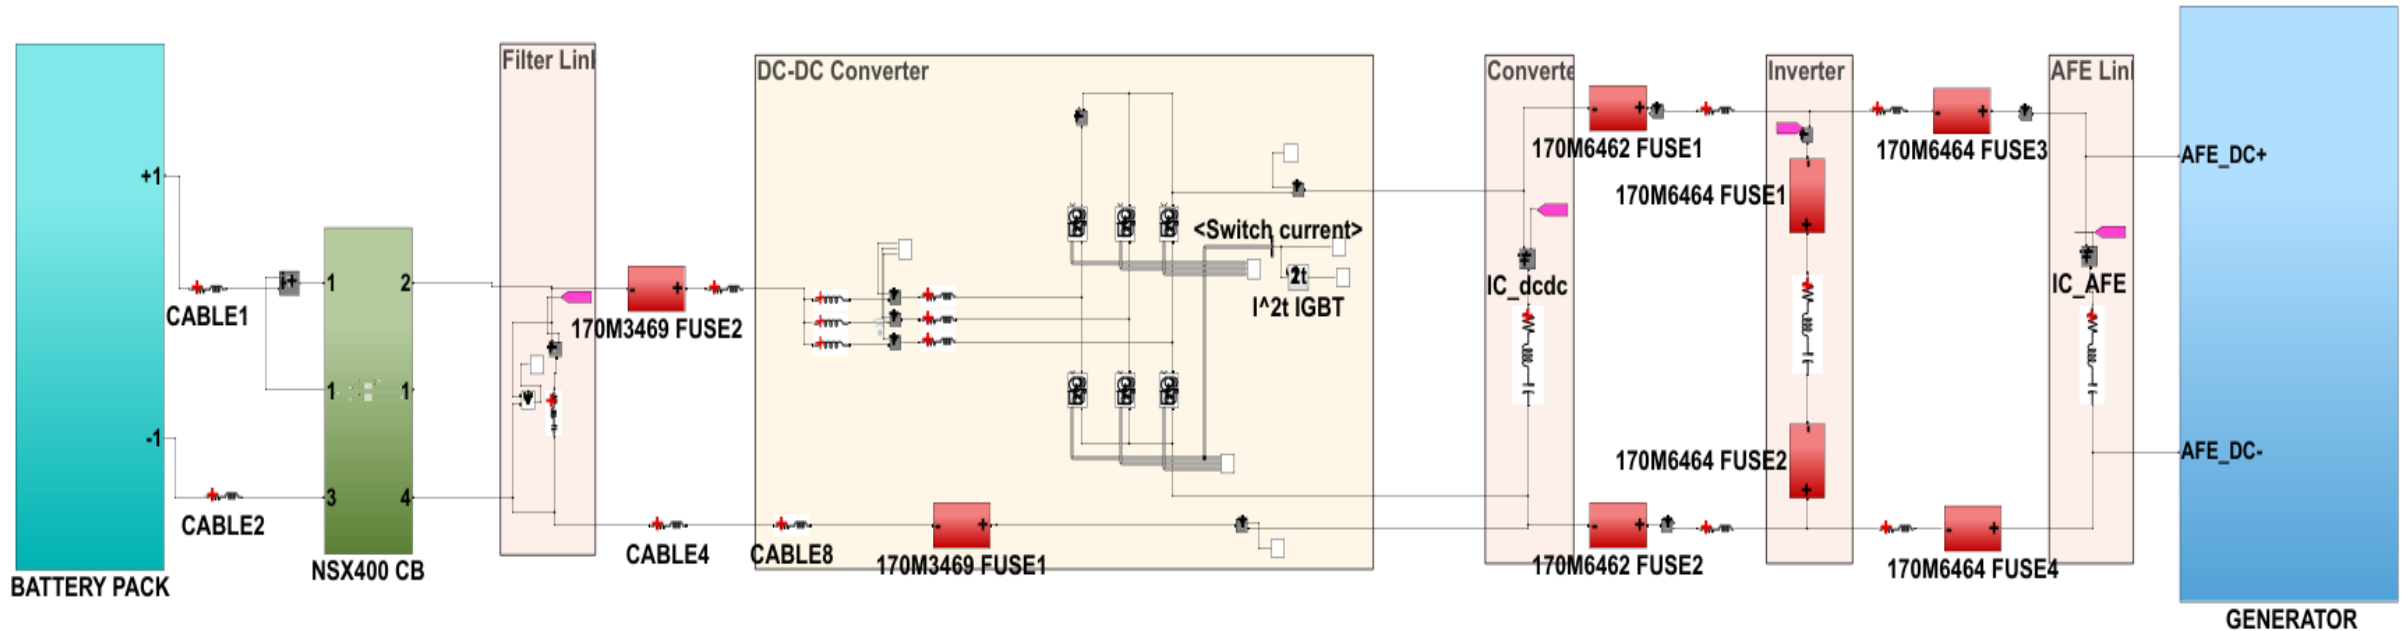 Filter Lin
DC-DC Converter
Converte
Inverter
AFE Lin
170M6462 FUSE1
170M6464 FUSE3
AFE_DC+
+1
170M6464 FUSE1
<Switch current>
1
2
i+
CABLE1
170M3469 FUSE2
2t
I^2t IGBT
IC_dcdc
IC_AFE
1
1
-1
170M6464 FUSE2
AFE_DC-
3
4
CABLE2
CABLE4
CABLE8
170M3469 FUSE1
170M6462 FUSE2
170M6464 FUSE4
NSX400 CB
BATTERY PACK
GENERATOR